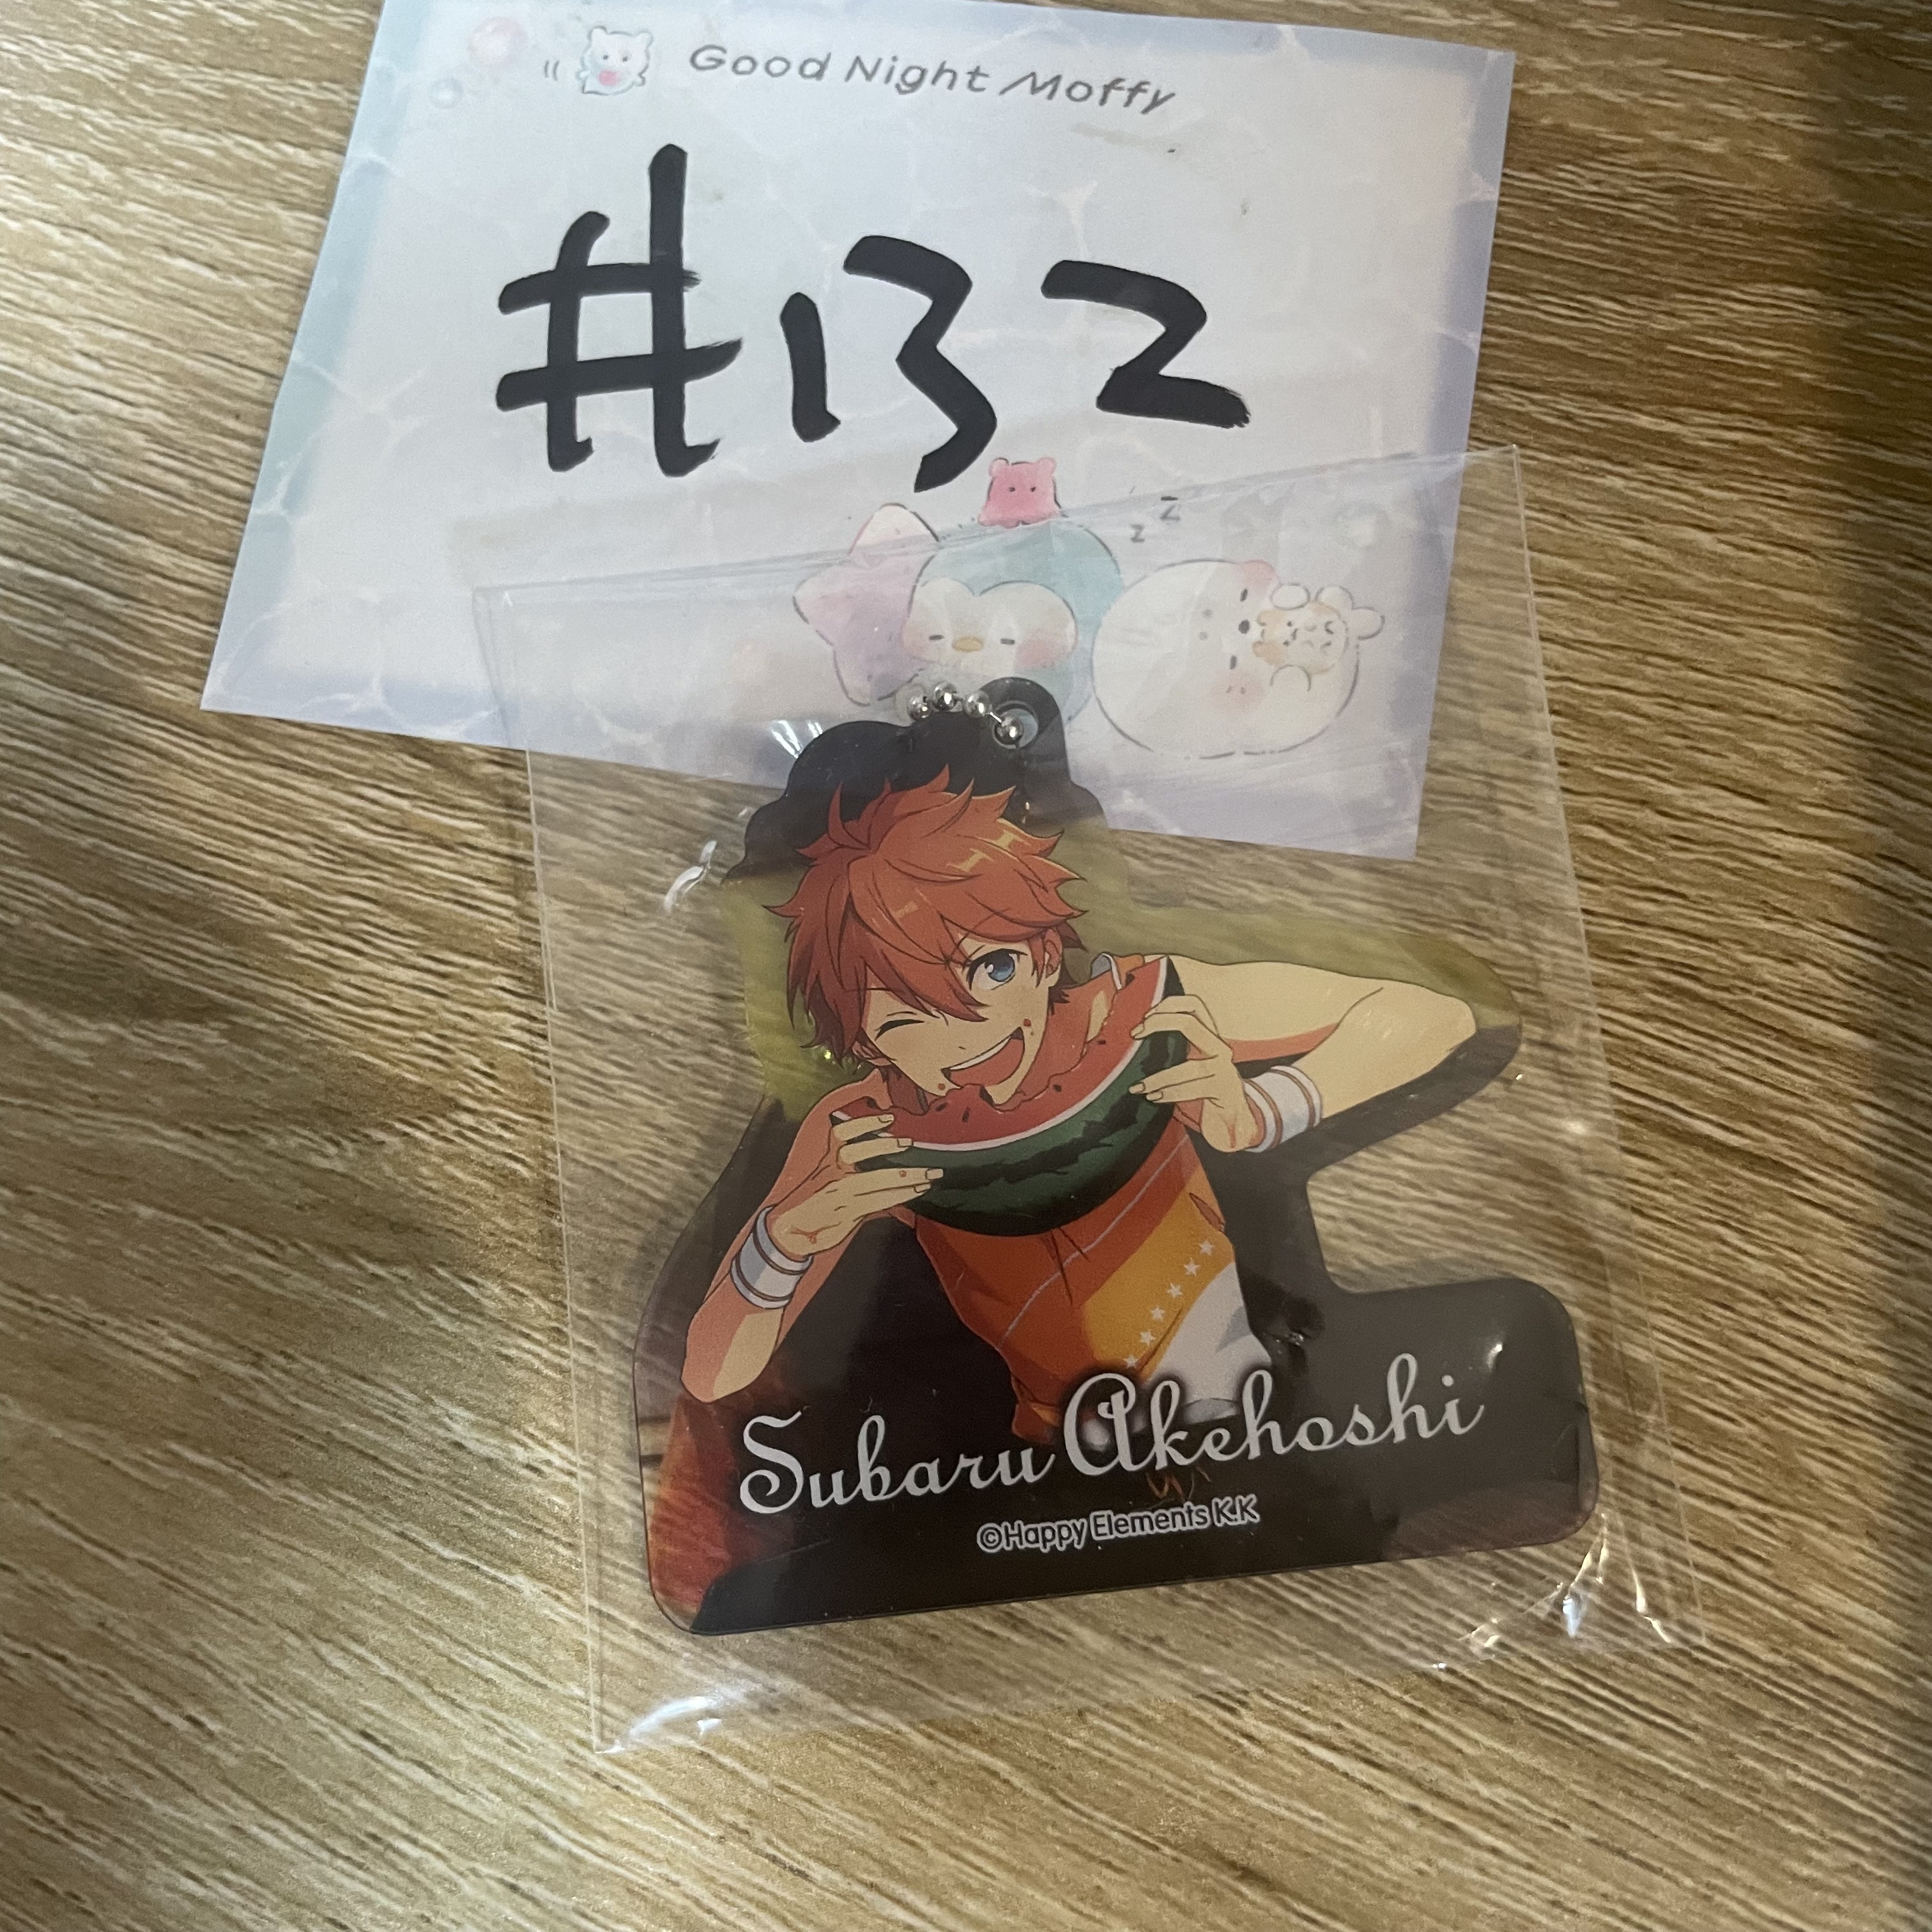 Good Night Moffy
#132
z z
Subaru Akehoshi
©Happy Elements K.K